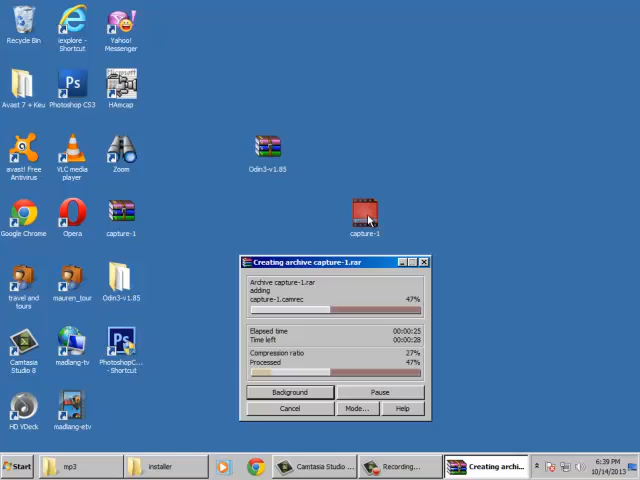 Recycle Bin
iexplore -
Shortcut
Yahoo!
Messenger
Avast 7 + Keu
Ps
Photoshop CS3
Microsoft
HAmcap
avast! Free
Antivirus
VLC media
player
Zoom
Odin3-v1.85
Google Chrome
Opera
capture-1
capture-1
travel and
tours
mauren_tour
Odin3-v1.85
Camtasia
Studio 8
madlang-tv
Ps
PhotoshopC...
- Shortcut
HD VDeck
madlang-etv
Creating archive capture-1.rar
Archive capture-1.rar
adding
capture-1.camrec
47%
Elapsed time
00:00:25
Time left
00:00:28
Compression ratio
27%
Processed
47%
Background
Pause
Cancel
Mode...
Help
Start
mp3
installer
Camtasia Studio ...
Recording...
Creating archi...
6:39 PM
10/14/2013